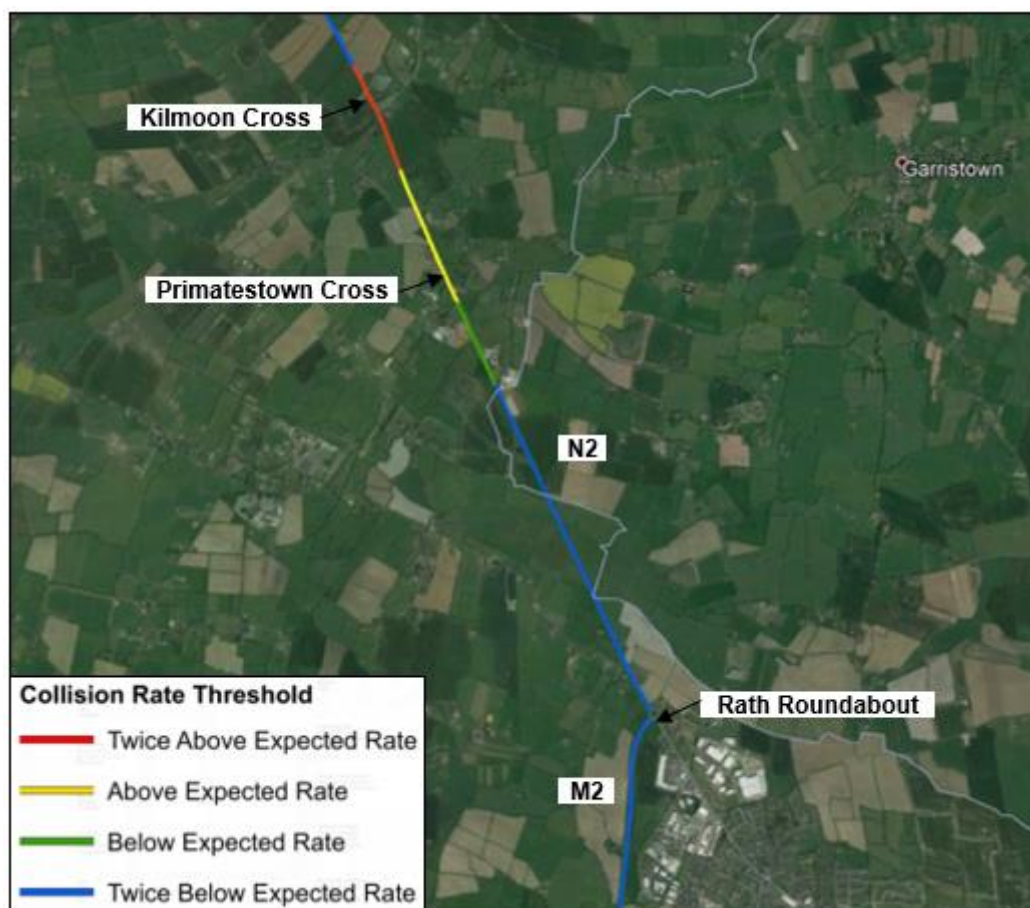 Kilmoon Cross
Garristown
Primatestown Cross
N2
Rath Roundabout
M2
Collision Rate Threshold
Twice Above Expected Rate
Above Expected Rate
Below Expected Rate
Twice Below Expected Rate